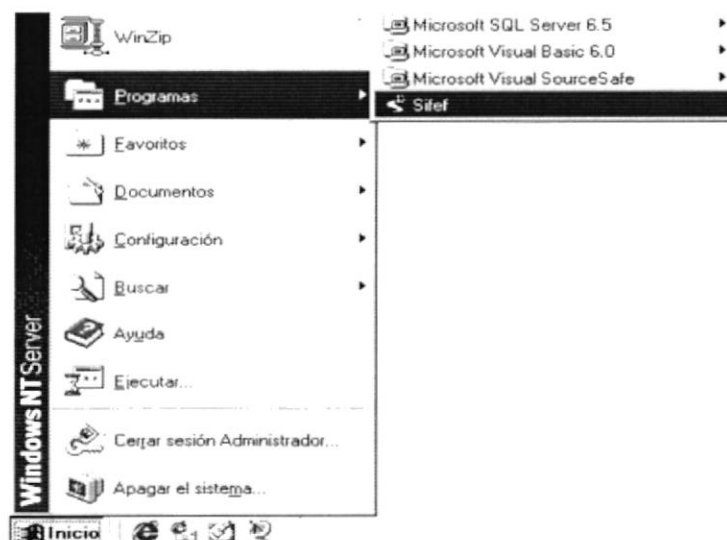 WinZip
Programas
Favoritos
Documentos
Configuración
Buscar
Ayuda
Ejecutar...
Cerrar sesión Administrador...
Apagar el sistema...
Microsoft SQL Server 6.5
Microsoft Visual Basic 6.0
Microsoft Visual SourceSafe
Sifef
Windows NT Server
Inicio